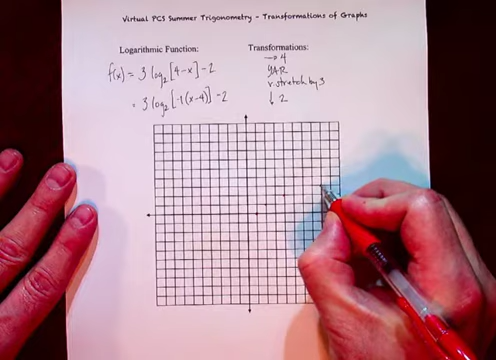 Virtual PCS Summer Trigonometry - Transformations of Graphs
Logarithmic Function:
f(x) = 3 log₂ [4-x] - 2
= 3 log₂ [-1(x-4)] - 2
Transformations:
→ 4
YAR
v. stretch by 3
↓ 2